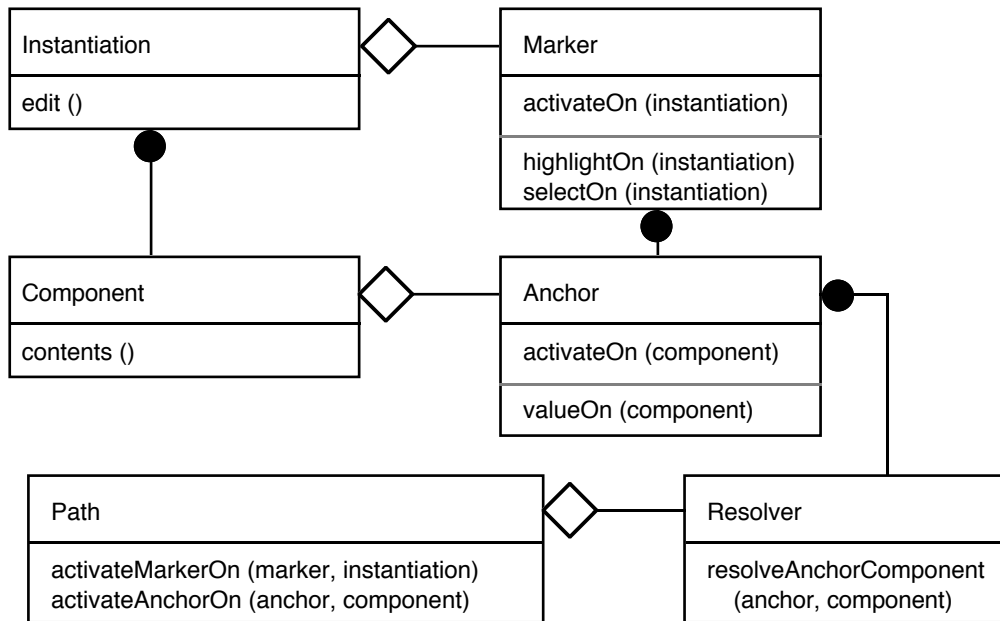 Instantiation
edit ()
Marker
activateOn (instantiation)
highlightOn (instantiation)
selectOn (instantiation)
Component
contents ()
Anchor
activateOn (component)
valueOn (component)
Path
activateMarkerOn (marker, instantiation)
activateAnchorOn (anchor, component)
Resolver
resolveAnchorComponent
(anchor, component)